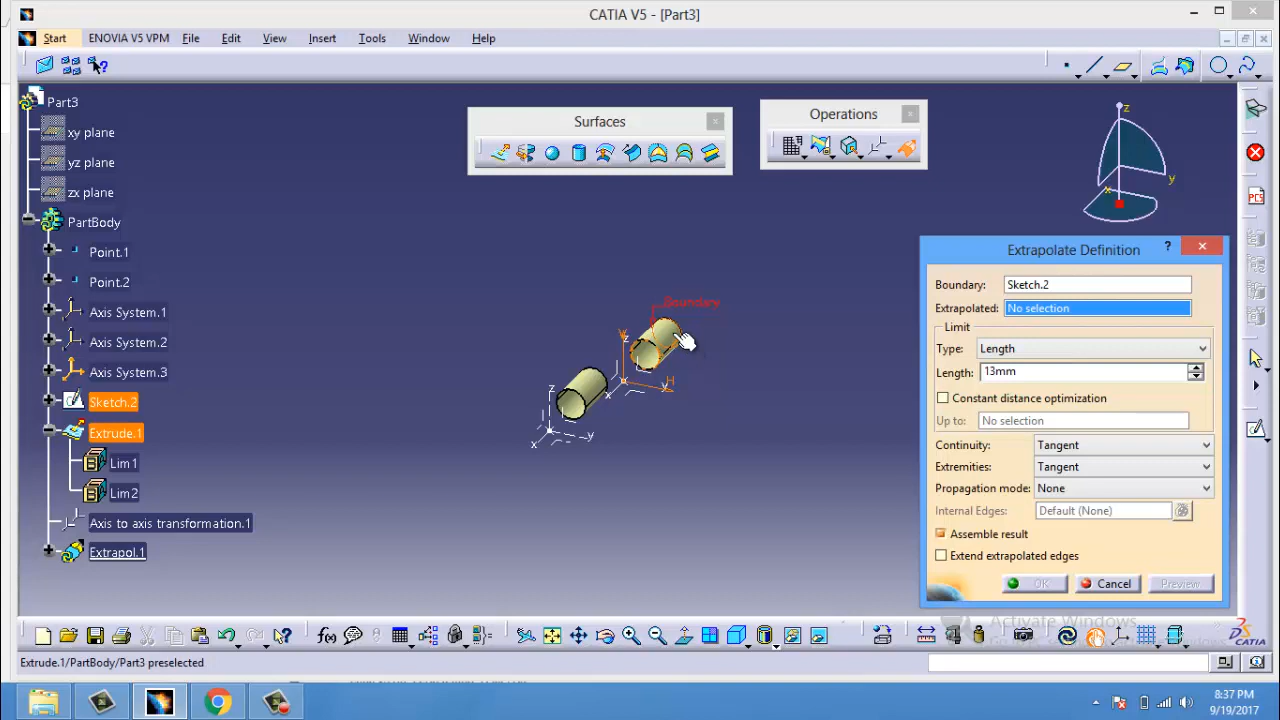 CATIA V5 - [Part3]
Start ENOVIA V5 VPM File Edit View Insert Tools Window Help
Part3
xy plane
yz plane
zx plane
PartBody
Point.1
Point.2
Axis System.1
Axis System.2
Axis System.3
Sketch.2
Extrude.1
Lim1
Lim2
Axis to axis transformation.1
Extrapol.1
Surfaces
Operations
z
y
x
Boundary
V
z
H
y
x
z
y
x
Extrapolate Definition ?
Boundary: Sketch.2
Extrapolated: No selection
Limit
Type: Length
Length: 13mm
Constant distance optimization
Up to: No selection
Continuity: Tangent
Extremities: Tangent
Propagation mode: None
Internal Edges: Default (None)
Assemble result
Extend extrapolated edges
OK Cancel Preview
PCS
f(x)
Activate Windows
CATIA
Extrude.1/PartBody/Part3 preselected
8:37 PM
9/19/2017